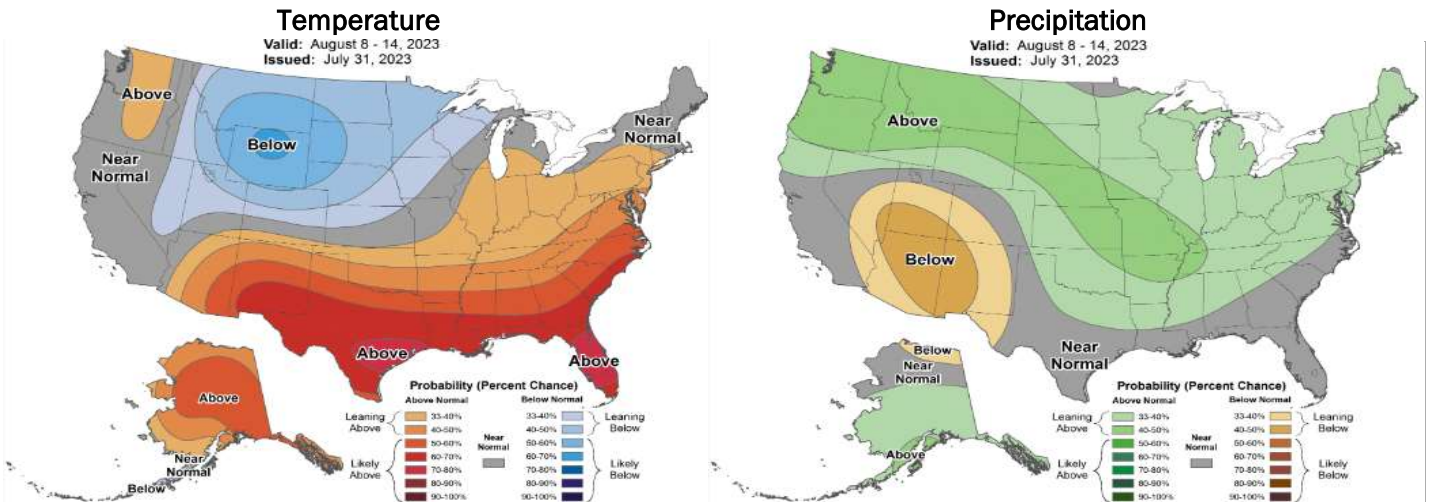 Temperature
Valid: August 8 - 14, 2023
Issued: July 31, 2023
Above
Near
Normal
Below
Near
Normal
Above
Above
Above
Near
Normal
Below
Probability (Percent Chance)
Above Normal
Below Normal
Leaning
Above
33-40%
40-50%
Likely
Above
50-60%
60-70%
70-80%
80-90%
90-100%
Near
Normal
33-40%
40-50%
Leaning
Below
50-60%
60-70%
70-80%
80-90%
90-100%
Likely
Below
Precipitation
Valid: August 8 - 14, 2023
Issued: July 31, 2023
Above
Below
Near
Normal
Below
Near
Normal
Above
Probability (Percent Chance)
Above Normal
Below Normal
Leaning
Above
33-40%
40-50%
Likely
Above
50-60%
60-70%
70-80%
80-90%
90-100%
Near
Normal
33-40%
40-50%
Leaning
Below
50-60%
60-70%
70-80%
80-90%
90-100%
Likely
Below